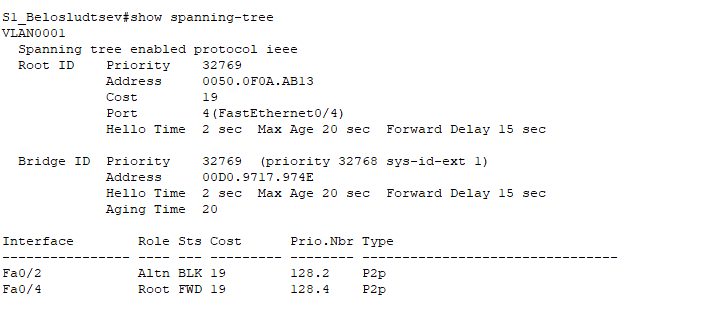 S1_Belosludtsev#show spanning-tree
VLAN0001
  Spanning tree enabled protocol ieee
  Root ID    Priority    32769
             Address     0050.0F0A.AB13
             Cost        19
             Port        4(FastEthernet0/4)
             Hello Time  2 sec  Max Age 20 sec  Forward Delay 15 sec

  Bridge ID  Priority    32769  (priority 32768 sys-id-ext 1)
             Address     00D0.9717.974E
             Hello Time  2 sec  Max Age 20 sec  Forward Delay 15 sec
             Aging Time  20

Interface        Role Sts Cost      Prio.Nbr Type
---------------- ---- --- --------- -------- --------------------------------
Fa0/2            Altn BLK 19        128.2    P2p
Fa0/4            Root FWD 19        128.4    P2p